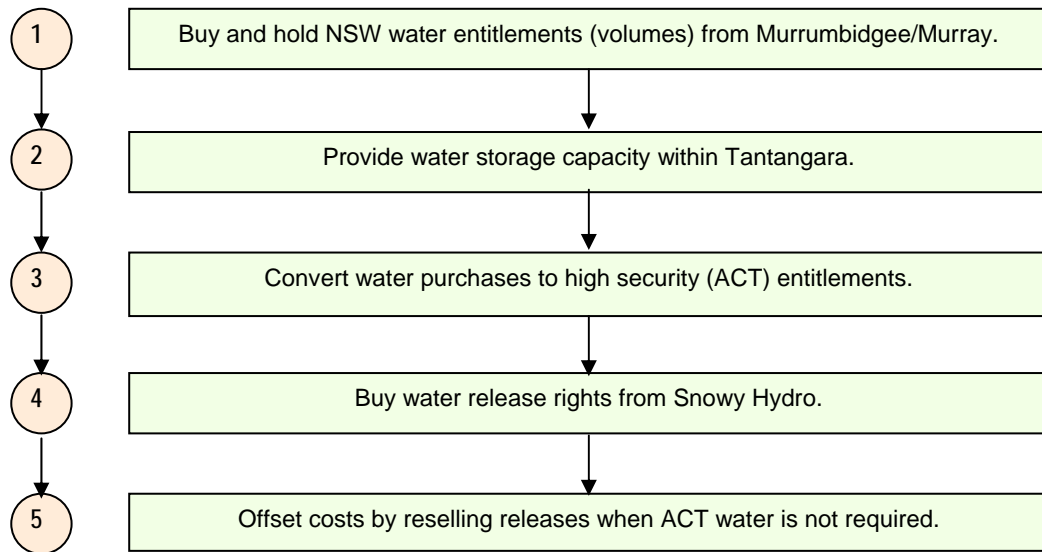 1 Buy and hold NSW water entitlements (volumes) from Murrumbidgee/Murray.
2 Provide water storage capacity within Tantangara.
3 Convert water purchases to high security (ACT) entitlements.
4 Buy water release rights from Snowy Hydro.
5 Offset costs by reselling releases when ACT water is not required.